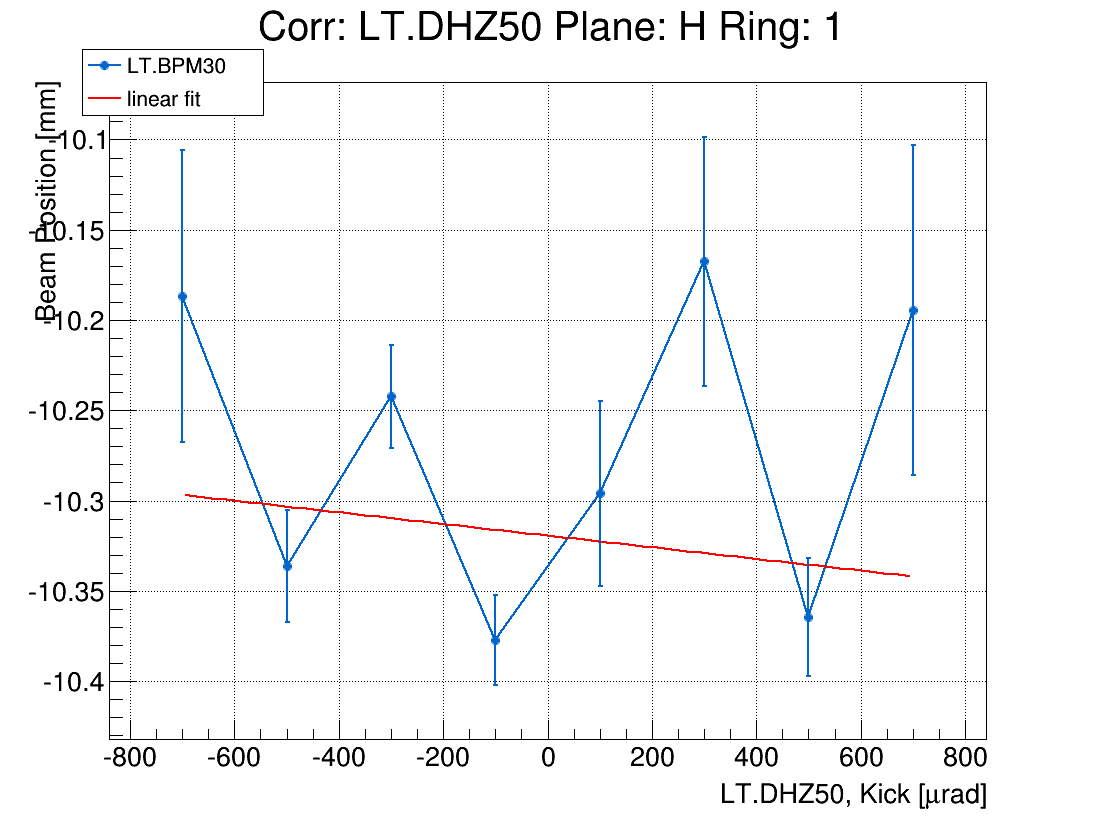 Corr: LT.DHZ50 Plane: H Ring: 1
LT.BPM30
linear fit
Beam Position [mm]
-10.1
-10.15
-10.2
-10.25
-10.3
-10.35
-10.4
-800 -600 -400 -200 0 200 400 600 800
LT.DHZ50, Kick [μrad]